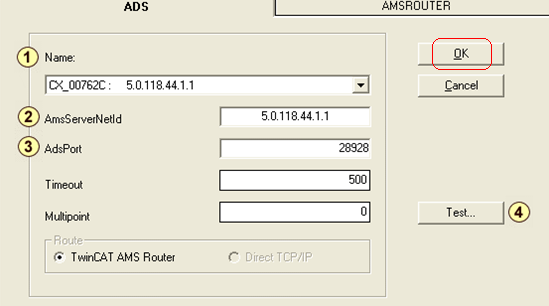 ADS AMSROUTER
1 Name:
CX_00762C : 5.0.118.44.1.1
2 AmsServerNetId 5.0.118.44.1.1
3 AdsPort 28928
Timeout 500
Multipoint 0
Route
TwinCAT AMS Router Direct TCP/IP
OK
Cancel
Test... 4